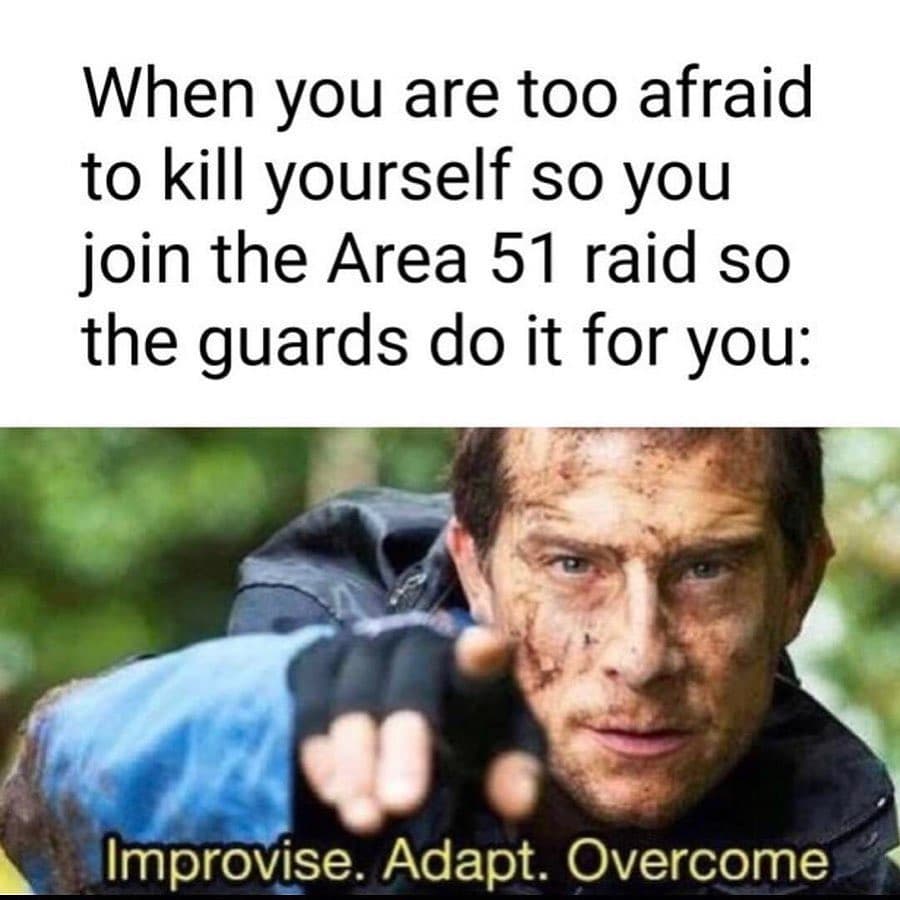 When you are too afraid
to kill yourself so you
join the Area 51 raid so
the guards do it for you:
Improvise. Adapt. Overcome